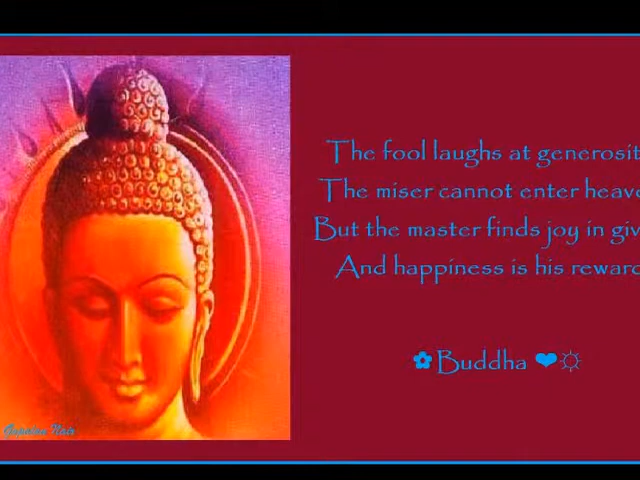 The fool laughs at generosit
The miser cannot enter heave
But the master finds joy in giv
And happiness is his reward
✿Buddha ❤☼